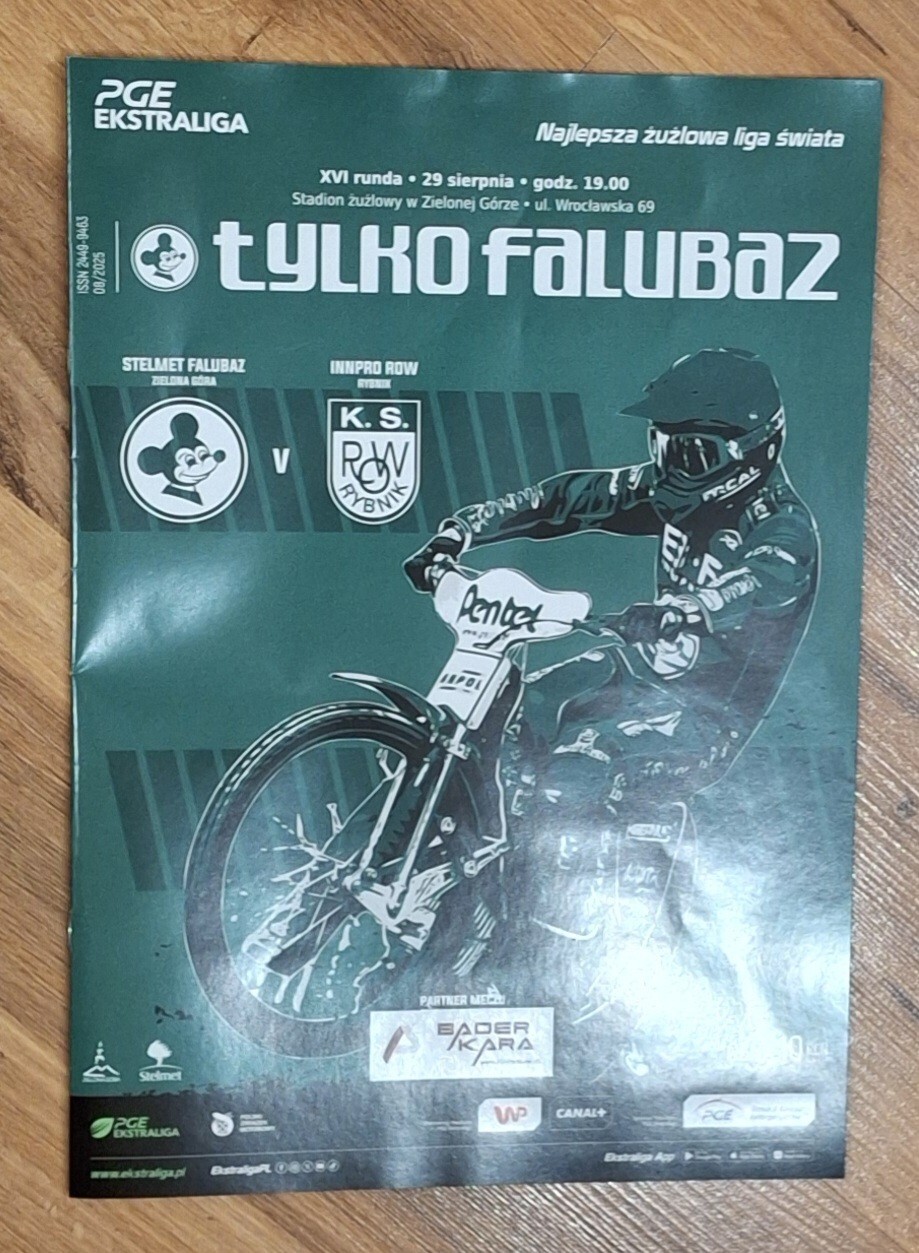 PGE
EKSTRALIGA
Najlepsza żużlowa liga świata
XVI runda • 29 sierpnia • godz. 19.00
Stadion żużlowy w Zielonej Górze • ul. Wrocławska 69
ISSN 2449-9463
08/2025
tylko falubaz
STELMET FALUBAZ
ZIELONA GÓRA
V
INNPRO ROW
RYBNIK
K. S.
ROW
RYBNIK
Pentel
PARTNER MECZU
BADER
KARA
Stelmet
PGE
EKSTRALIGA
WP
CANAL+
PGE
www.ekstraliga.pl
EkstraligaPL
Ekstraliga App